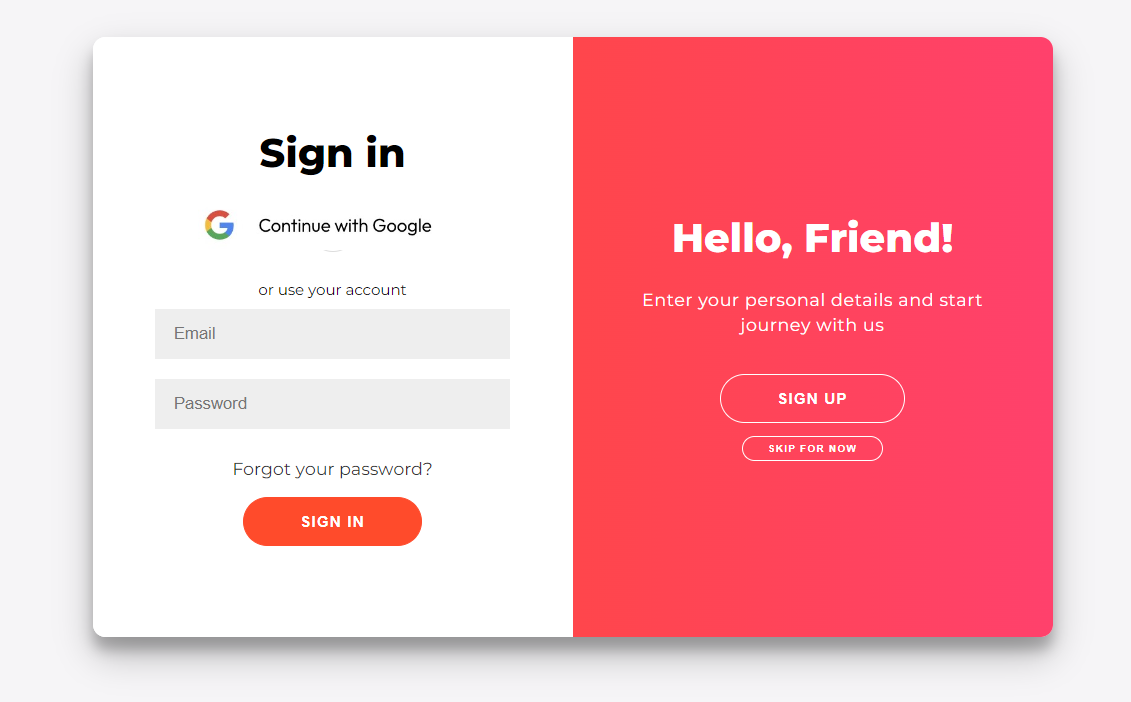 Sign in
Continue with Google
or use your account
Email
Password
Forgot your password?
SIGN IN
Hello, Friend!
Enter your personal details and start
journey with us
SIGN UP
SKIP FOR NOW